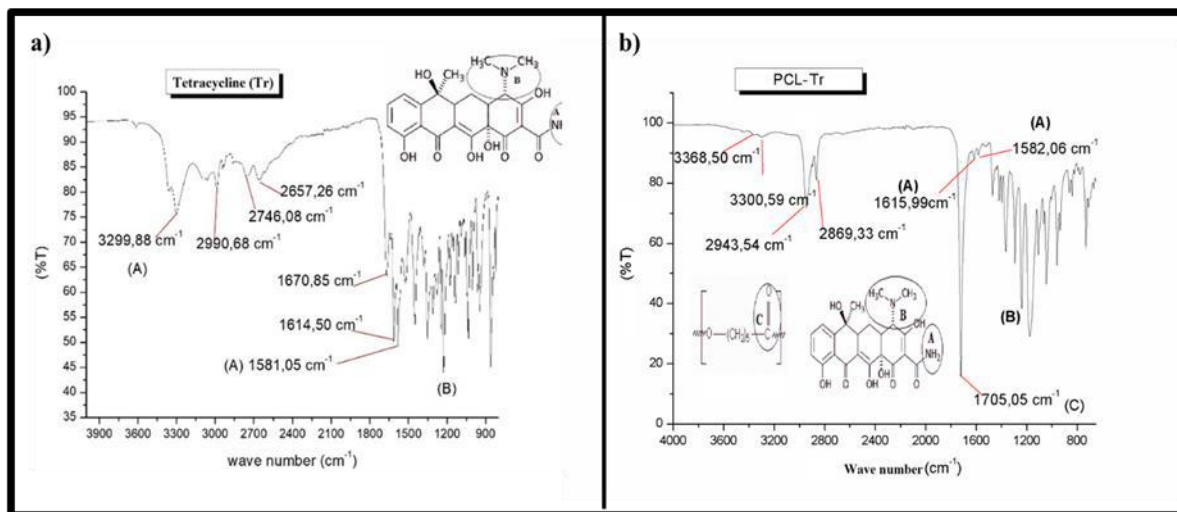 a)
Tetracycline (Tr)
H₃C
CH₃
HO
CH₃
N
B
OH
A
NH
OH
O
OH
OH
O
O
100
95
90
85
80
75
70
65
60
55
50
45
40
35
(%T)
2657,26 cm⁻¹
2746,08 cm⁻¹
3299,88 cm⁻¹
2990,68 cm⁻¹
(A)
1670,85 cm⁻¹
1614,50 cm⁻¹
(A) 1581,05 cm⁻¹
(B)
3900 3600 3300 3000 2700 2400 2100 1800 1500 1200 900
wave number (cm⁻¹)
b)
PCL-Tr
100
80
60
40
20
0
(%T)
(A)
3368,50 cm⁻¹
1582,06 cm⁻¹
(A)
3300,59 cm⁻¹
1615,99cm⁻¹
2869,33 cm⁻¹
2943,54 cm⁻¹
O
C
O
(CH₂)₅
H₃C
CH₃
HO
CH₃
N
B
OH
A
NH₂
OH
O
OH
OH
O
O
(B)
1705,05 cm⁻¹
(C)
4000 3600 3200 2800 2400 2000 1600 1200 800
Wave number (cm⁻¹)